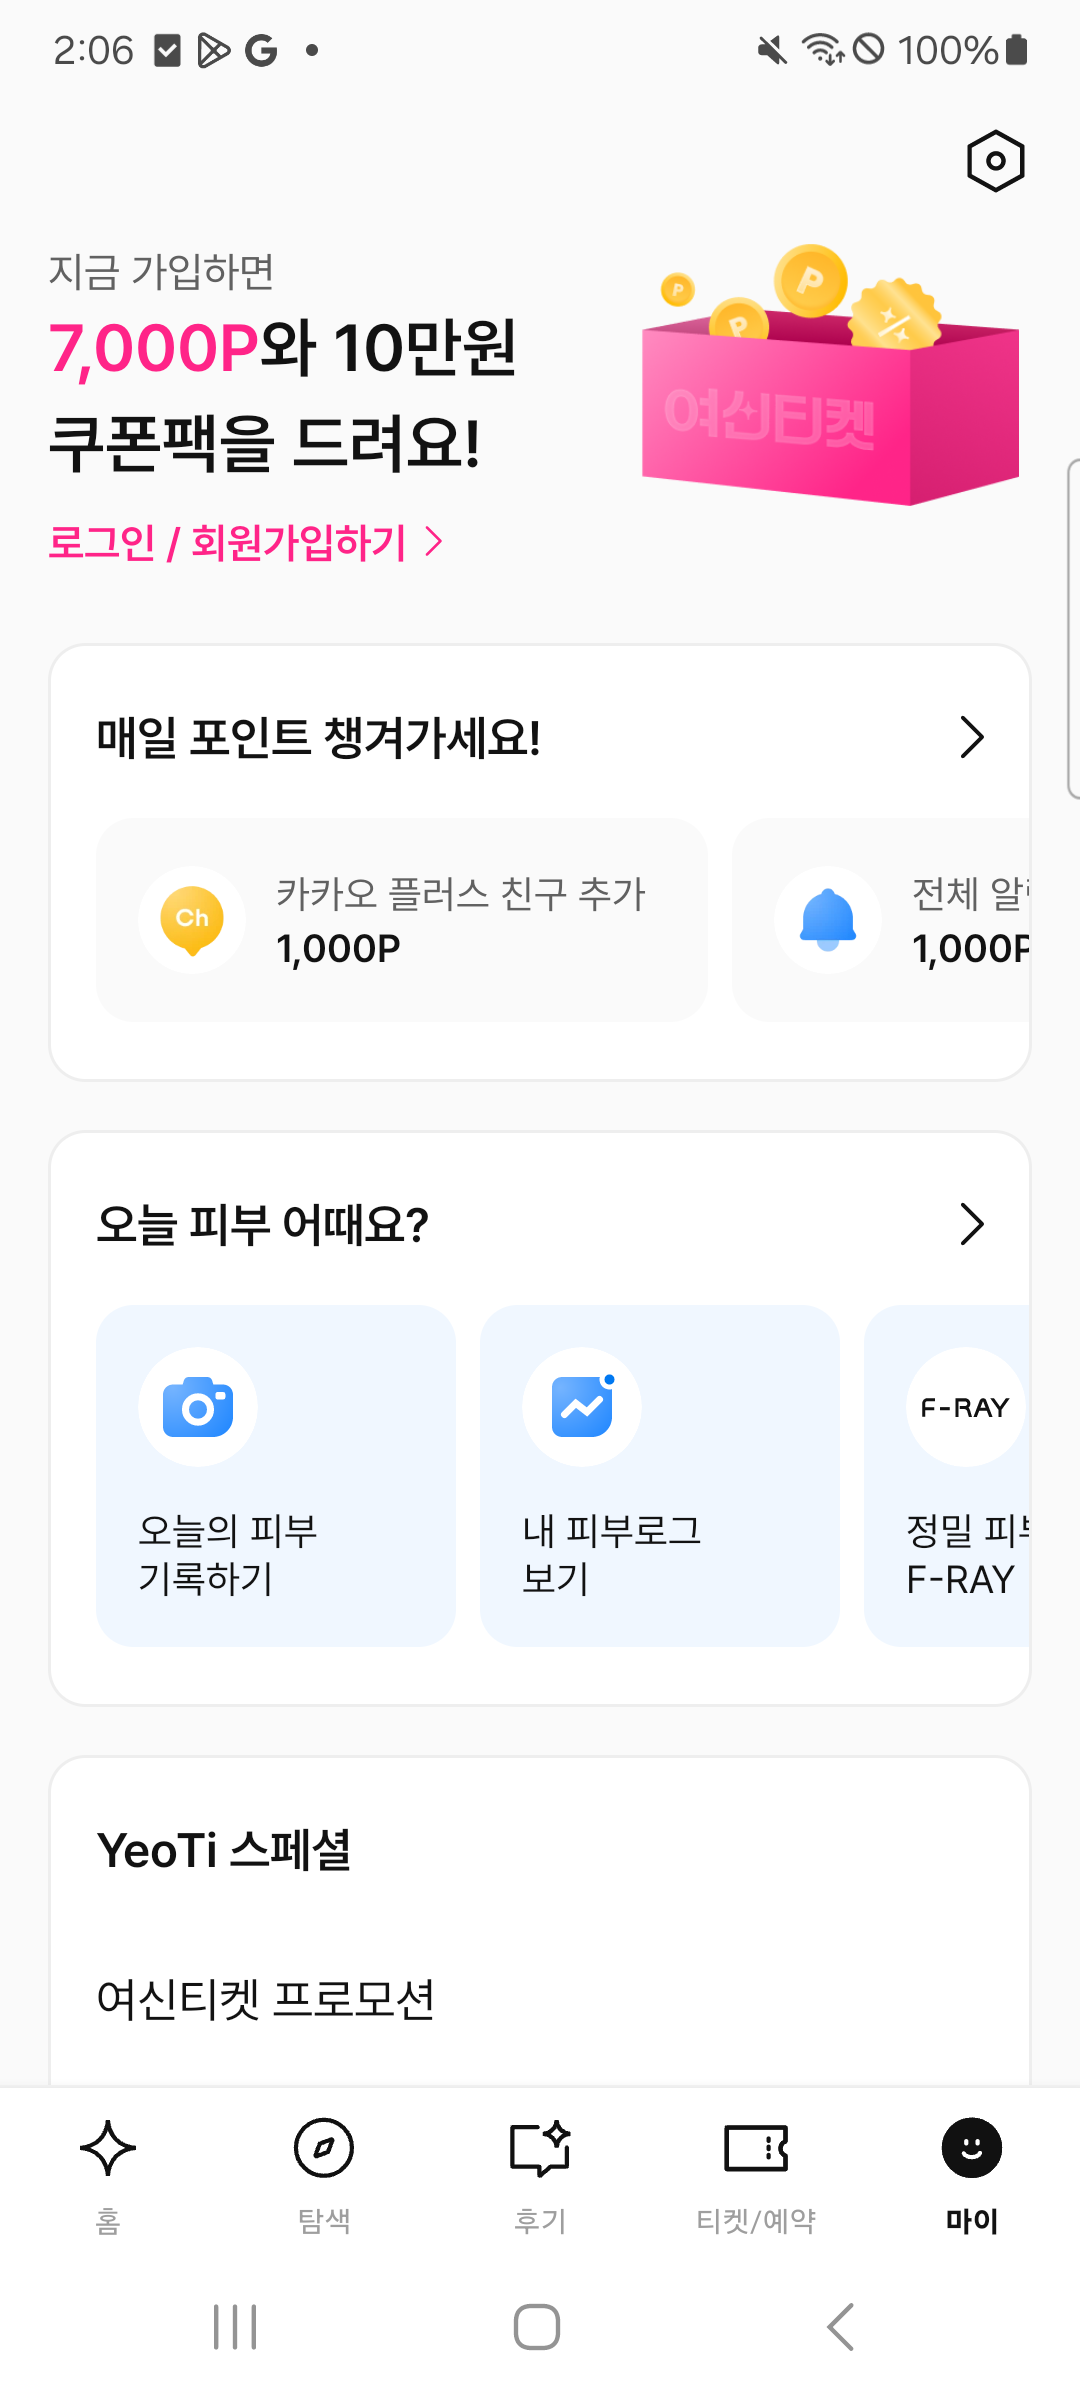 2:06
100%
지금 가입하면
7,000P와 10만원
쿠폰팩을 드려요!
로그인 / 회원가입하기
P
P
P
여신티켓
매일 포인트 챙겨가세요!
Ch
카카오 플러스 친구 추가
1,000P
전체
1,000P
오늘 피부 어때요?
오늘의 피부
기록하기
내 피부로그
보기
F-RAY
정밀
F-RAY
YeoTi 스페셜
여신티켓 프로모션
홈
탐색
후기
티켓/예약
마이